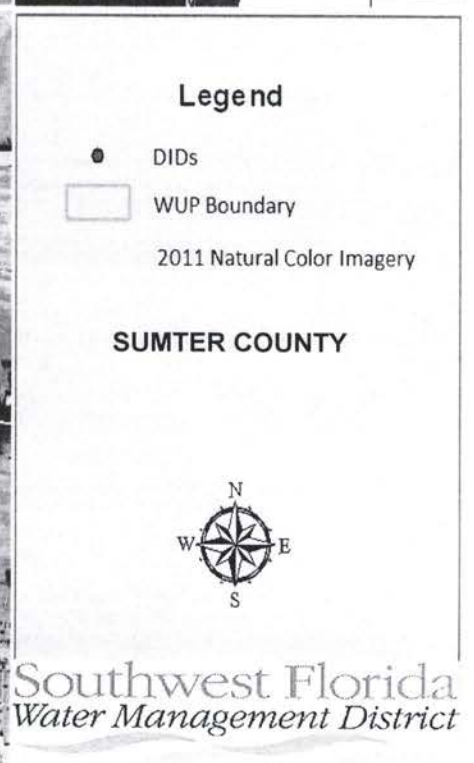 Legend
DIDs
WUP Boundary
2011 Natural Color Imagery
SUMTER COUNTY
N
W E
S
Southwest Florida
Water Management District